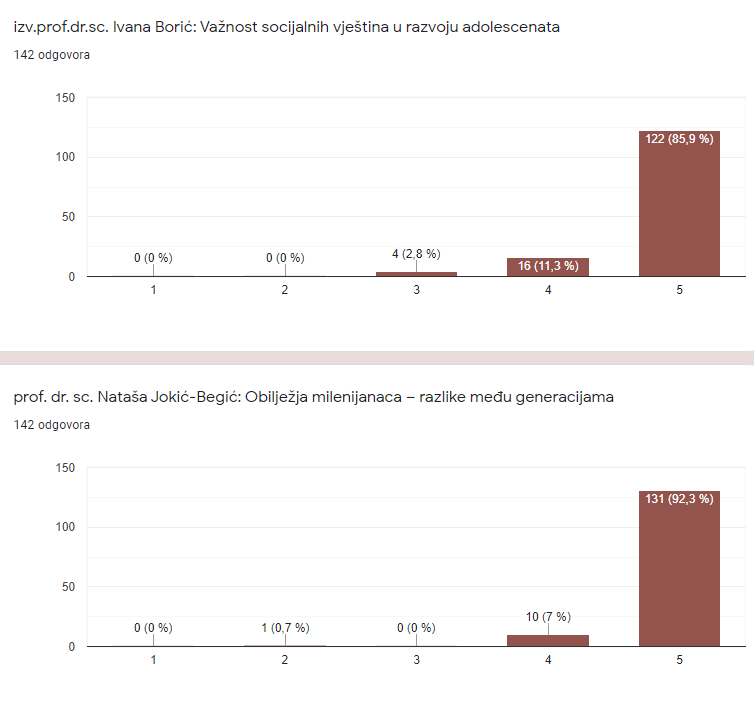 izv.prof.dr.sc. Ivana Borić: Važnost socijalnih vještina u razvoju adolescenata
142 odgovora
150
100
50
0
0 (0 %)
0 (0 %)
4 (2,8 %)
16 (11,3 %)
122 (85,9 %)
1 2 3 4 5
prof. dr. sc. Nataša Jokić-Begić: Obilježja milenijanaca – razlike među generacijama
142 odgovora
150
100
50
0
0 (0 %)
1 (0,7 %)
0 (0 %)
10 (7 %)
131 (92,3 %)
1 2 3 4 5